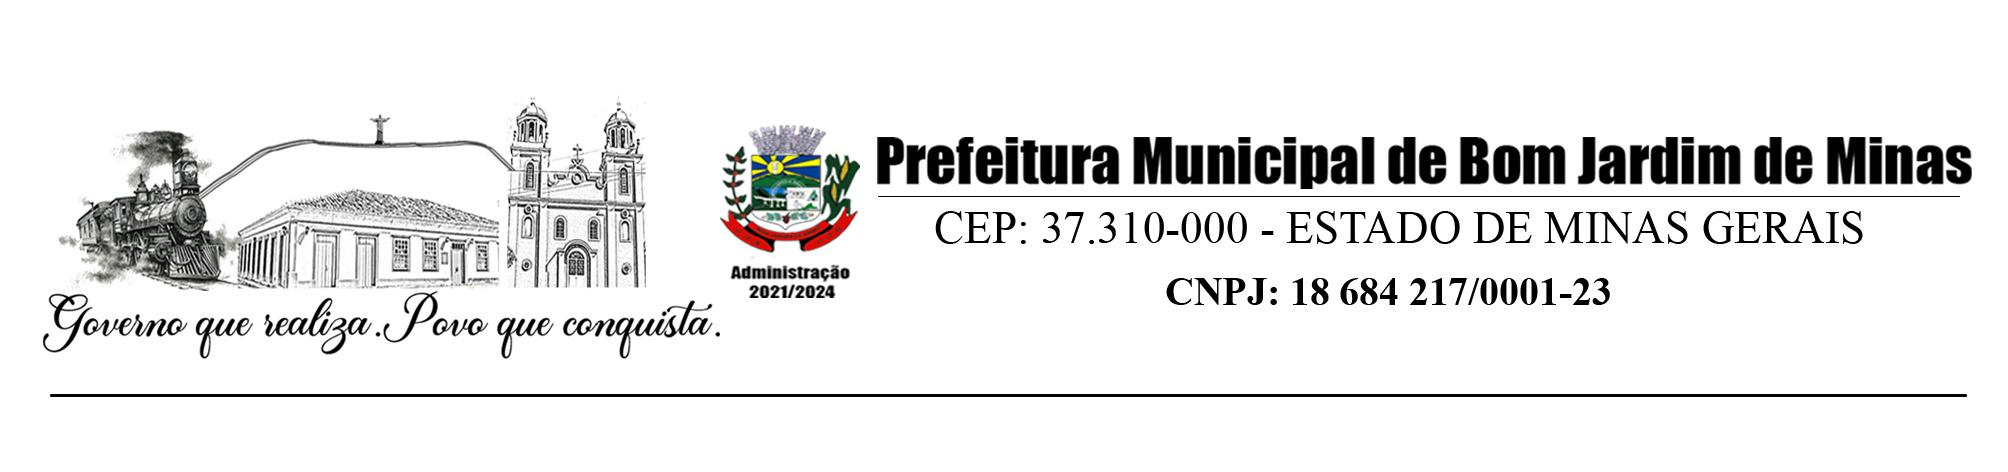 Governo que realiza. Povo que conquista.
Administração
2021/2024
Prefeitura Municipal de Bom Jardim de Minas
CEP: 37.310-000 - ESTADO DE MINAS GERAIS
CNPJ: 18 684 217/0001-23